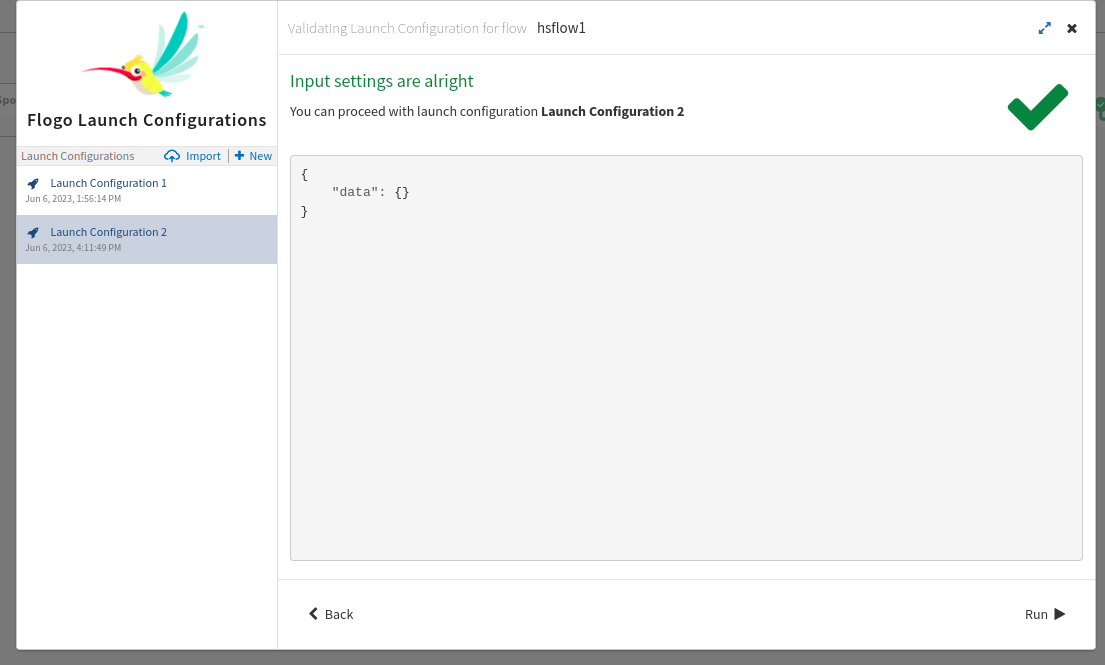 Validating Launch Configuration for flow hsflow1
™
Flogo Launch Configurations
Launch Configurations Import New
Launch Configuration 1
Jun 6, 2023, 1:56:14 PM
Launch Configuration 2
Jun 6, 2023, 4:11:49 PM
Input settings are alright
You can proceed with launch configuration Launch Configuration 2
{
    "data": {}
}
Back Run
Spo